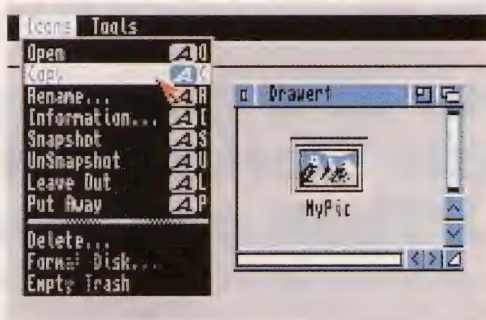 Icons Tools
Open A O
Copy A C
Rename... A R
Information... A I
Snapshot A S
UnSnapshot A U
Leave Out A L
Put Away A P
Delete...
Format Disk...
Empty Trash
Drawer1
MyPic